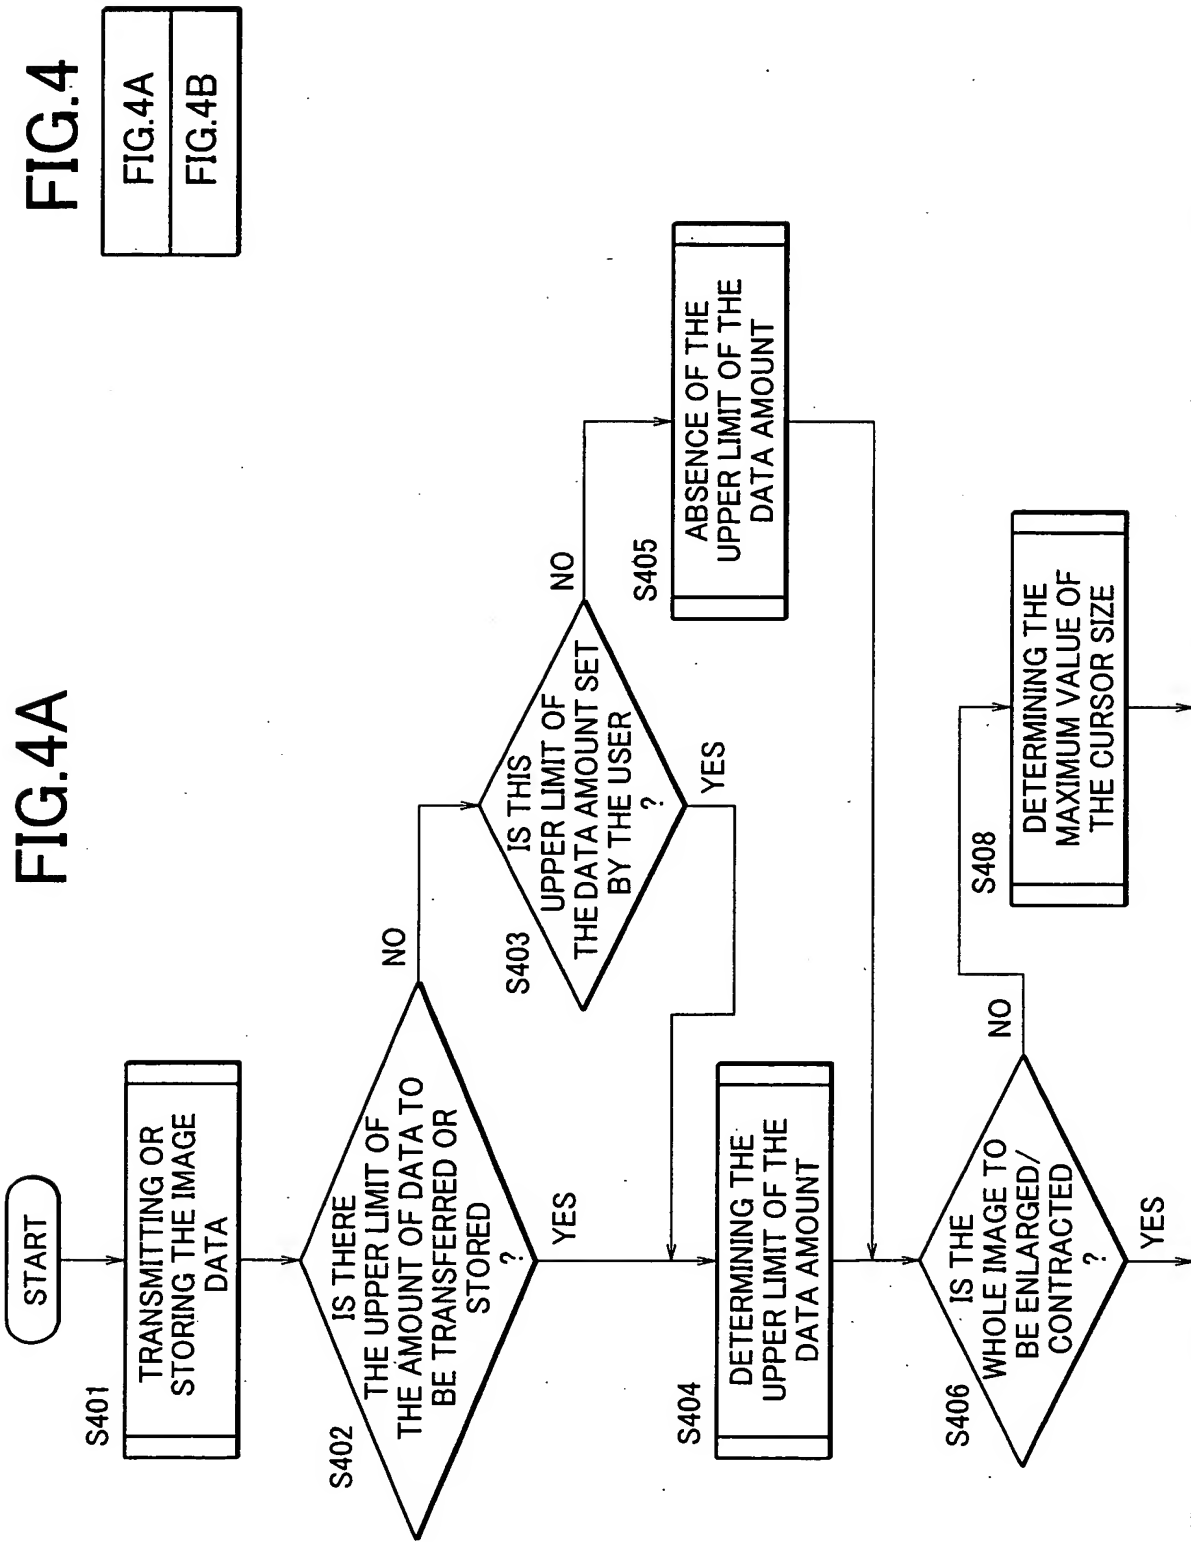 FIG.4
FIG.4A
FIG.4B
FIG.4A
START
S401
TRANSMITTING OR
STORING THE IMAGE
DATA
S402
IS THERE
THE UPPER LIMIT OF
THE AMOUNT OF DATA TO
BE TRANSFERRED OR
STORED
?
NO
YES
S403
IS THIS
UPPER LIMIT OF
THE DATA AMOUNT SET
BY THE USER
?
NO
YES
S405
ABSENCE OF THE
UPPER LIMIT OF THE
DATA AMOUNT
S404
DETERMINING THE
UPPER LIMIT OF THE
DATA AMOUNT
S406
IS THE
WHOLE IMAGE TO
BE ENLARGED/
CONTRACTED
?
NO
YES
S408
DETERMINING THE
MAXIMUM VALUE OF
THE CURSOR SIZE